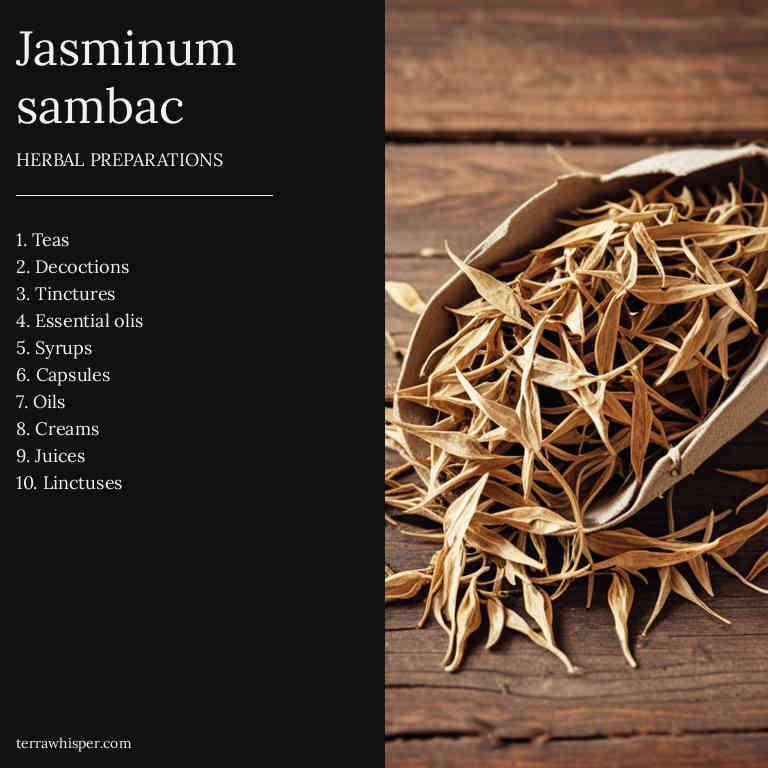 Jasminum
sambac
HERBAL PREPARATIONS
1. Teas
2. Decoctions
3. Tinctures
4. Essential olis
5. Syrups
6. Capsules
7. Oils
8. Creams
9. Juices
10. Linctuses
terrawhisper.com